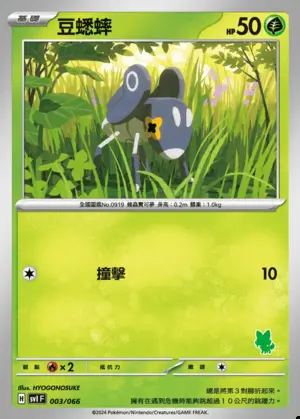 基礎
豆蟋蟀
HP50
全國圖鑑No.0919 蟋蟀寶可夢 身高：0.2m 體重：1.0kg
撞擊 10
弱點 ×2 抵抗力 撤退
Illus. HYOGONOSUKE
H svI F 003/066
總是將第３對腳折起。
擁有在遇到危機時能夠跳超過１０公尺的跳躍力。
©2024 Pokémon/Nintendo/Creatures/GAME FREAK.